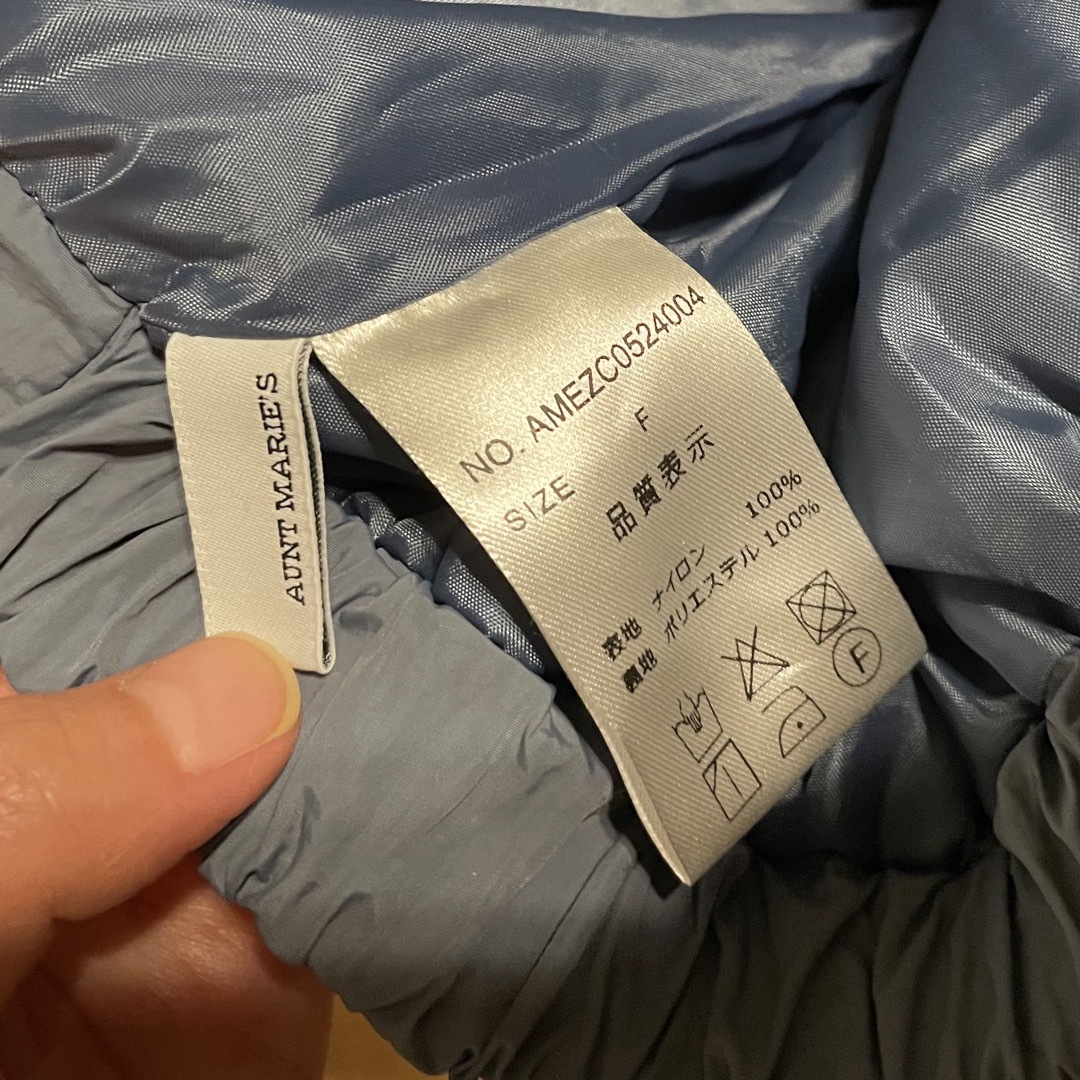 AUNT MARIE'S
NO. AMEZC0524004
SIZE F
品質表示
表地 ナイロン 100%
裏地 ポリエステル 100%
F